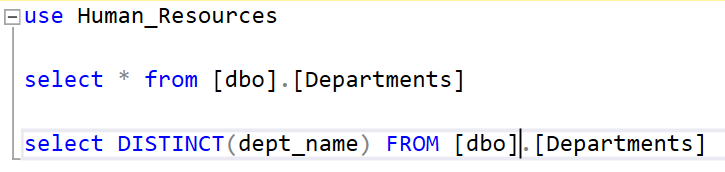 use Human_Resources
select * from [dbo].[Departments]
select DISTINCT(dept_name) FROM [dbo].[Departments]